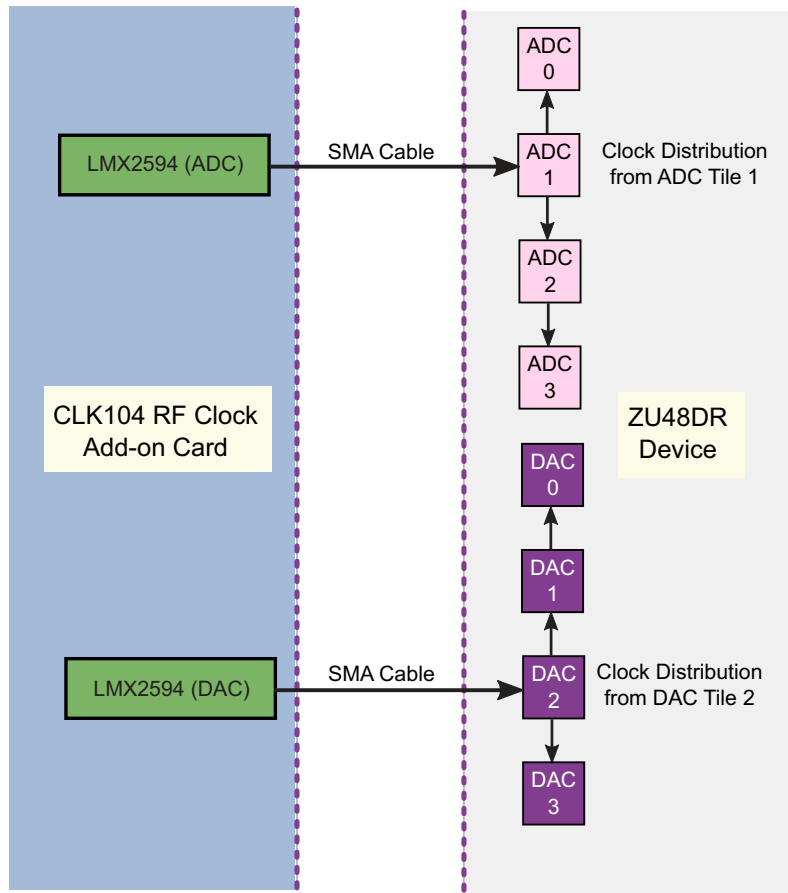 ADC
0
LMX2594 (ADC)
SMA Cable
ADC
1
Clock Distribution
from ADC Tile 1
ADC
2
ADC
3
CLK104 RF Clock
Add-on Card
ZU48DR
Device
DAC
0
DAC
1
LMX2594 (DAC)
SMA Cable
DAC
2
Clock Distribution
from DAC Tile 2
DAC
3